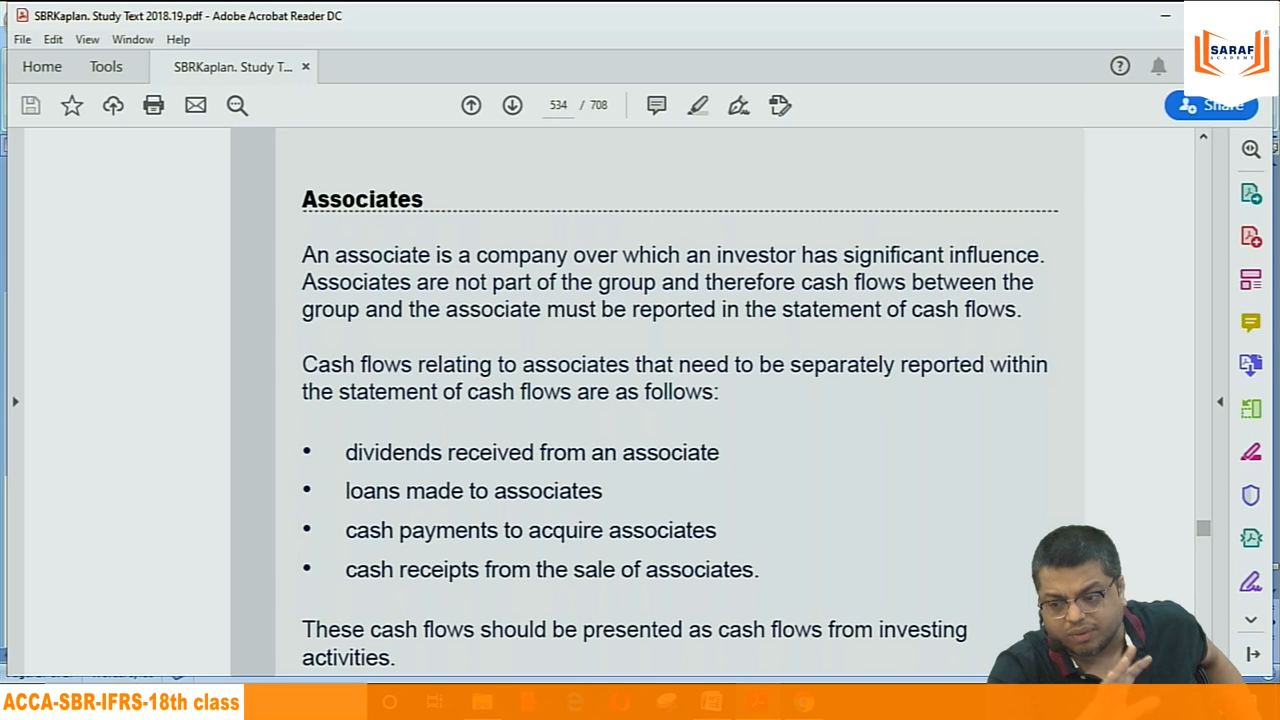 SBRKaplan. Study Text 2018.19.pdf - Adobe Acrobat Reader DC
File Edit View Window Help
Home Tools SBRKaplan. Study T... ×
534 / 708
Share
SARAF
ACADEMY
Associates
An associate is a company over which an investor has significant influence.
Associates are not part of the group and therefore cash flows between the
group and the associate must be reported in the statement of cash flows.
Cash flows relating to associates that need to be separately reported within
the statement of cash flows are as follows:
• dividends received from an associate
• loans made to associates
• cash payments to acquire associates
• cash receipts from the sale of associates.
These cash flows should be presented as cash flows from investing
activities.
ACCA-SBR-IFRS-18th class